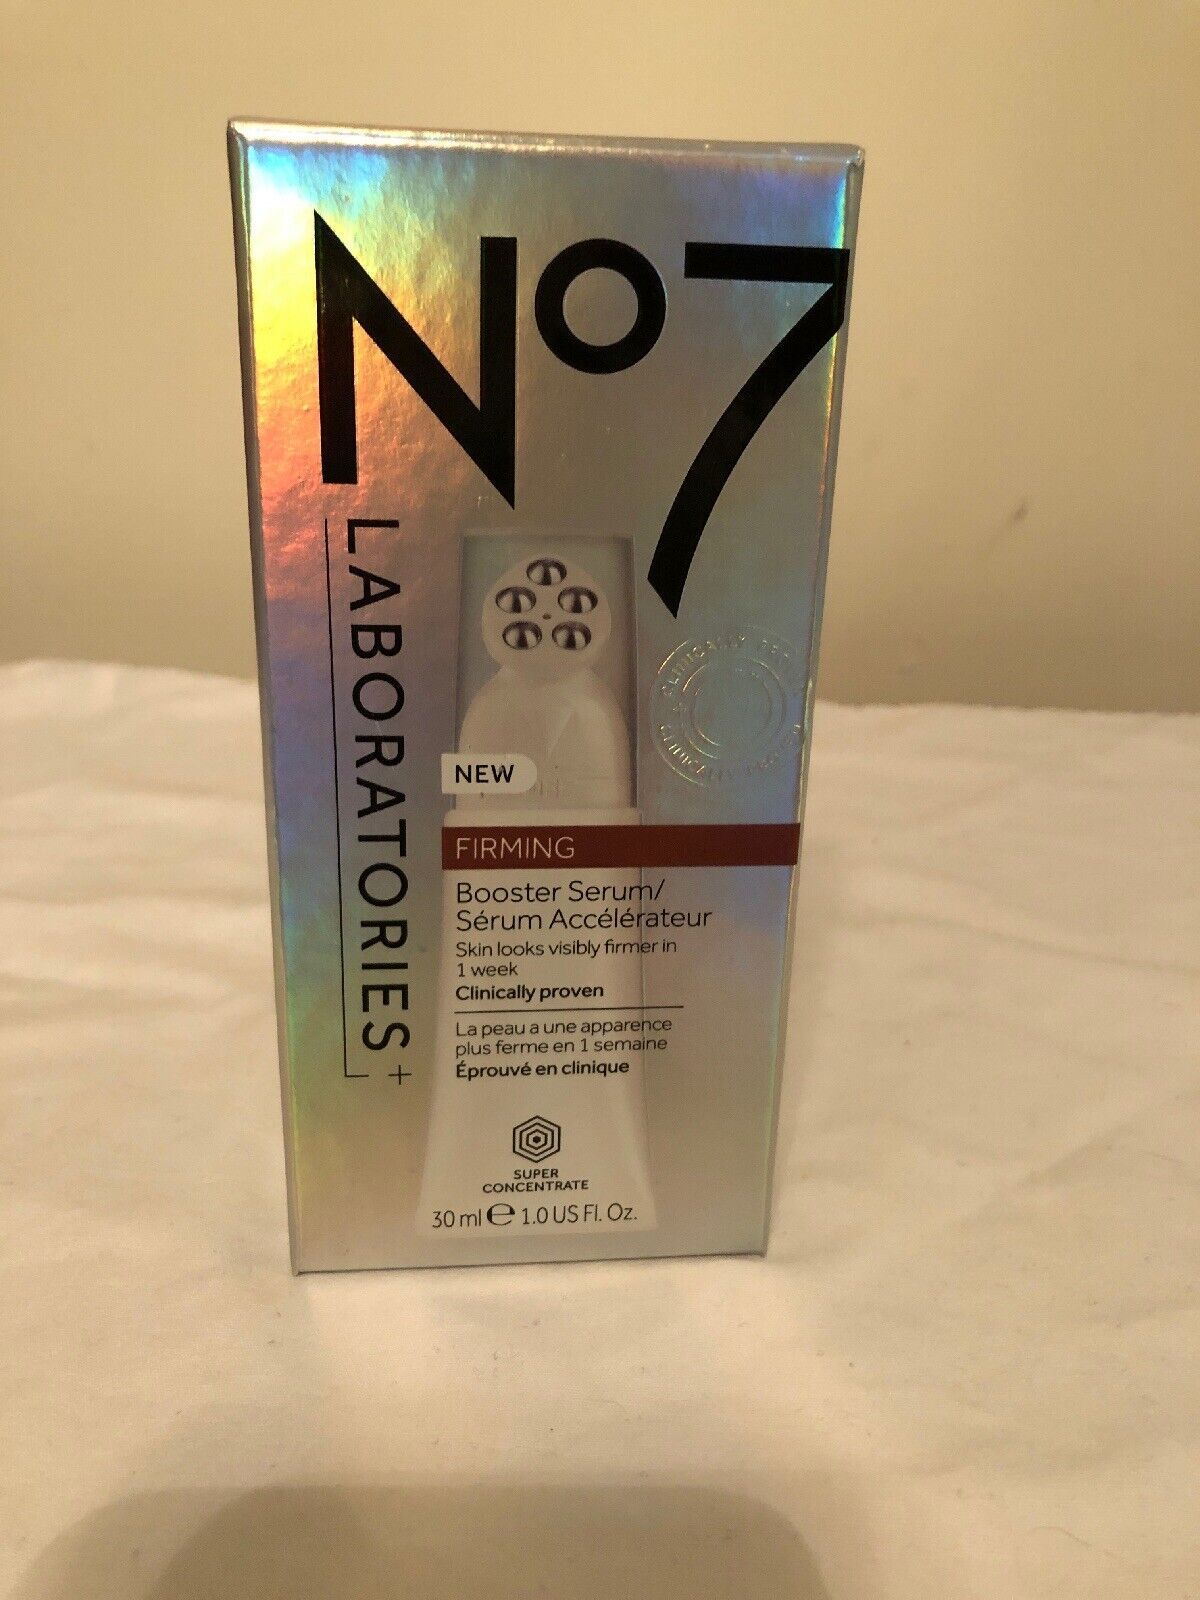 No7
LABORATORIES+
CLINICALLY
CLINICALLY
NEW
FIRMING
Booster Serum/
Sérum Accélérateur
Skin looks visibly firmer in
1 week
Clinically proven
La peau a une apparence
plus ferme en 1 semaine
Éprouvé en clinique
SUPER
CONCENTRATE
30 ml e 1.0 US Fl. Oz.